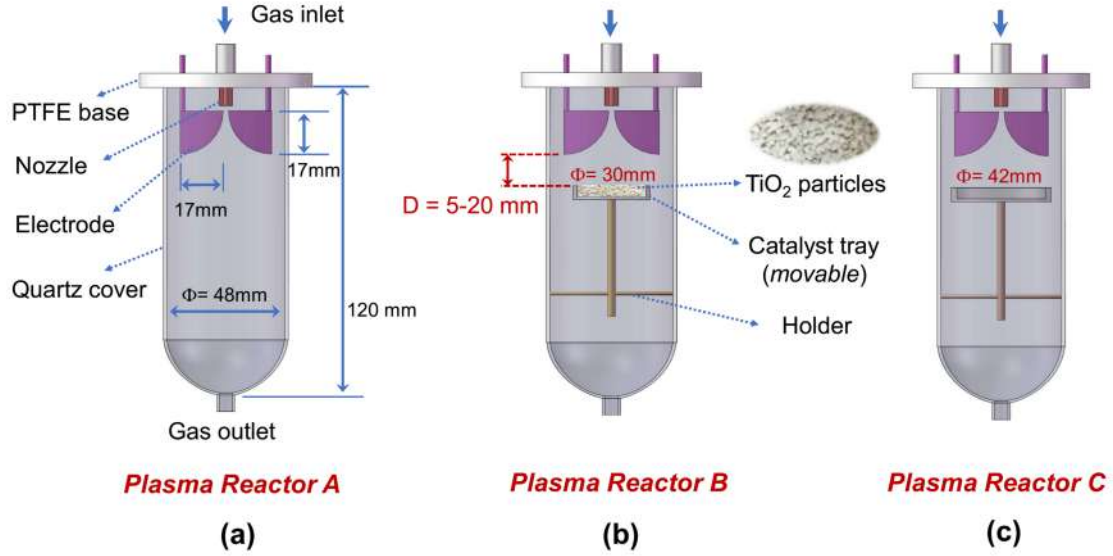 Gas inlet
PTFE base
Nozzle
Electrode
Quartz cover
17mm
17mm
Φ= 48mm
120 mm
Gas outlet
Plasma Reactor A
(a)
D = 5-20 mm
Φ= 30mm
TiO₂ particles
Catalyst tray
(movable)
Holder
Plasma Reactor B
(b)
Φ= 42mm
Plasma Reactor C
(c)